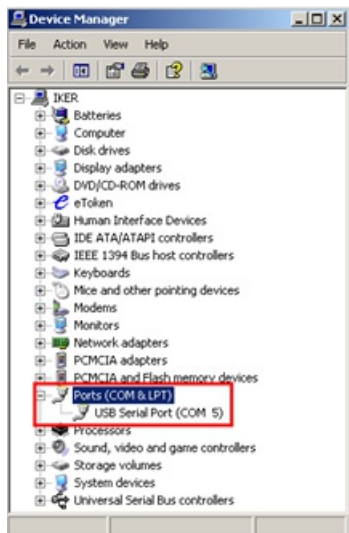 Device Manager
File Action View Help
IKER
Batteries
Computer
Disk drives
Display adapters
DVD/CD-ROM drives
eToken
Human Interface Devices
IDE ATA/ATAPI controllers
IEEE 1394 Bus host controllers
Keyboards
Mice and other pointing devices
Modems
Monitors
Network adapters
PCMCIA adapters
PCMCIA and Flash memory devices
Ports (COM & LPT)
USB Serial Port (COM 5)
Processors
Sound, video and game controllers
Storage volumes
System devices
Universal Serial Bus controllers